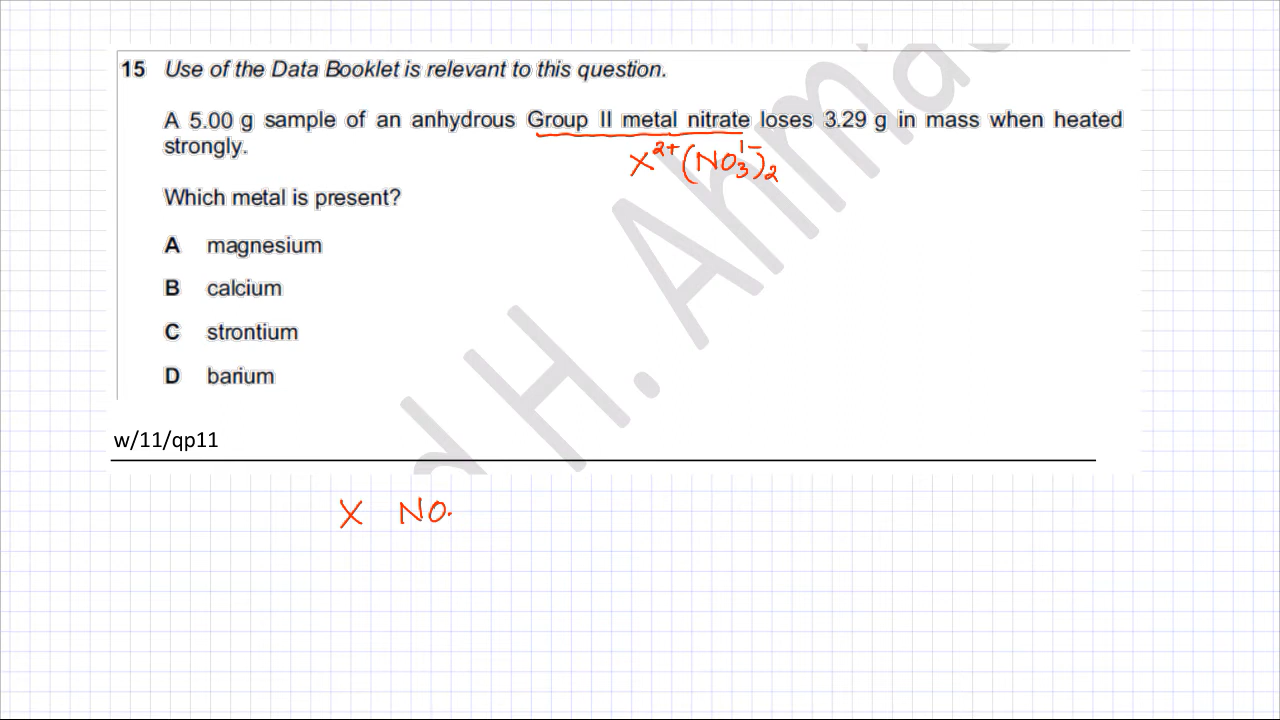 15 Use of the Data Booklet is relevant to this question.
A 5.00 g sample of an anhydrous Group II metal nitrate loses 3.29 g in mass when heated
strongly.
X²⁺(NO₃¹⁻)₂
Which metal is present?
A magnesium
B calcium
C strontium
D barium
w/11/qp11
X NO.
H. Ahma